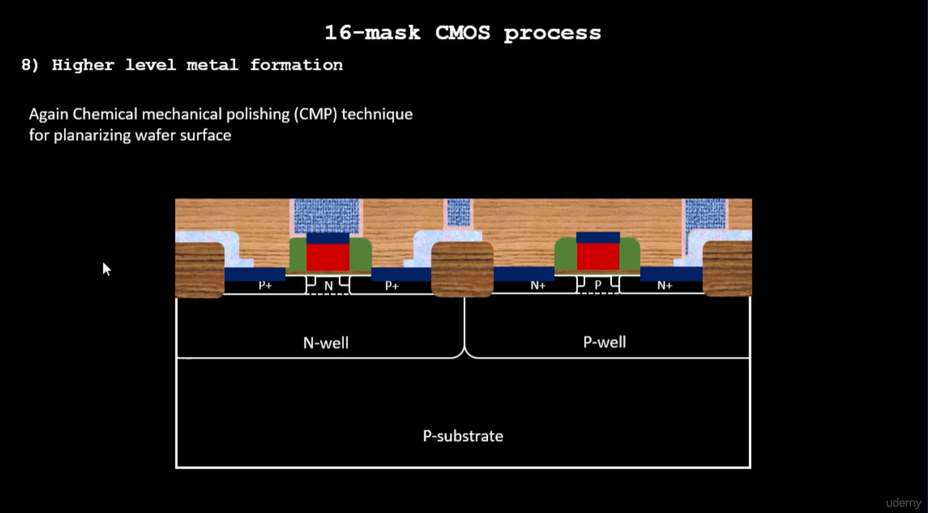 16-mask CMOS process
8) Higher level metal formation
Again Chemical mechanical polishing (CMP) technique
for planarizing wafer surface
P+ N P+ N+ P N+
N-well P-well
P-substrate
udemy